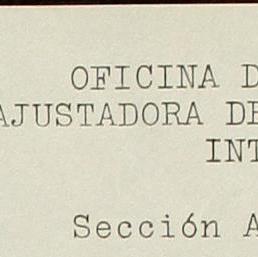 OFICINA D
AJUSTADORA DE
INT
Sección A